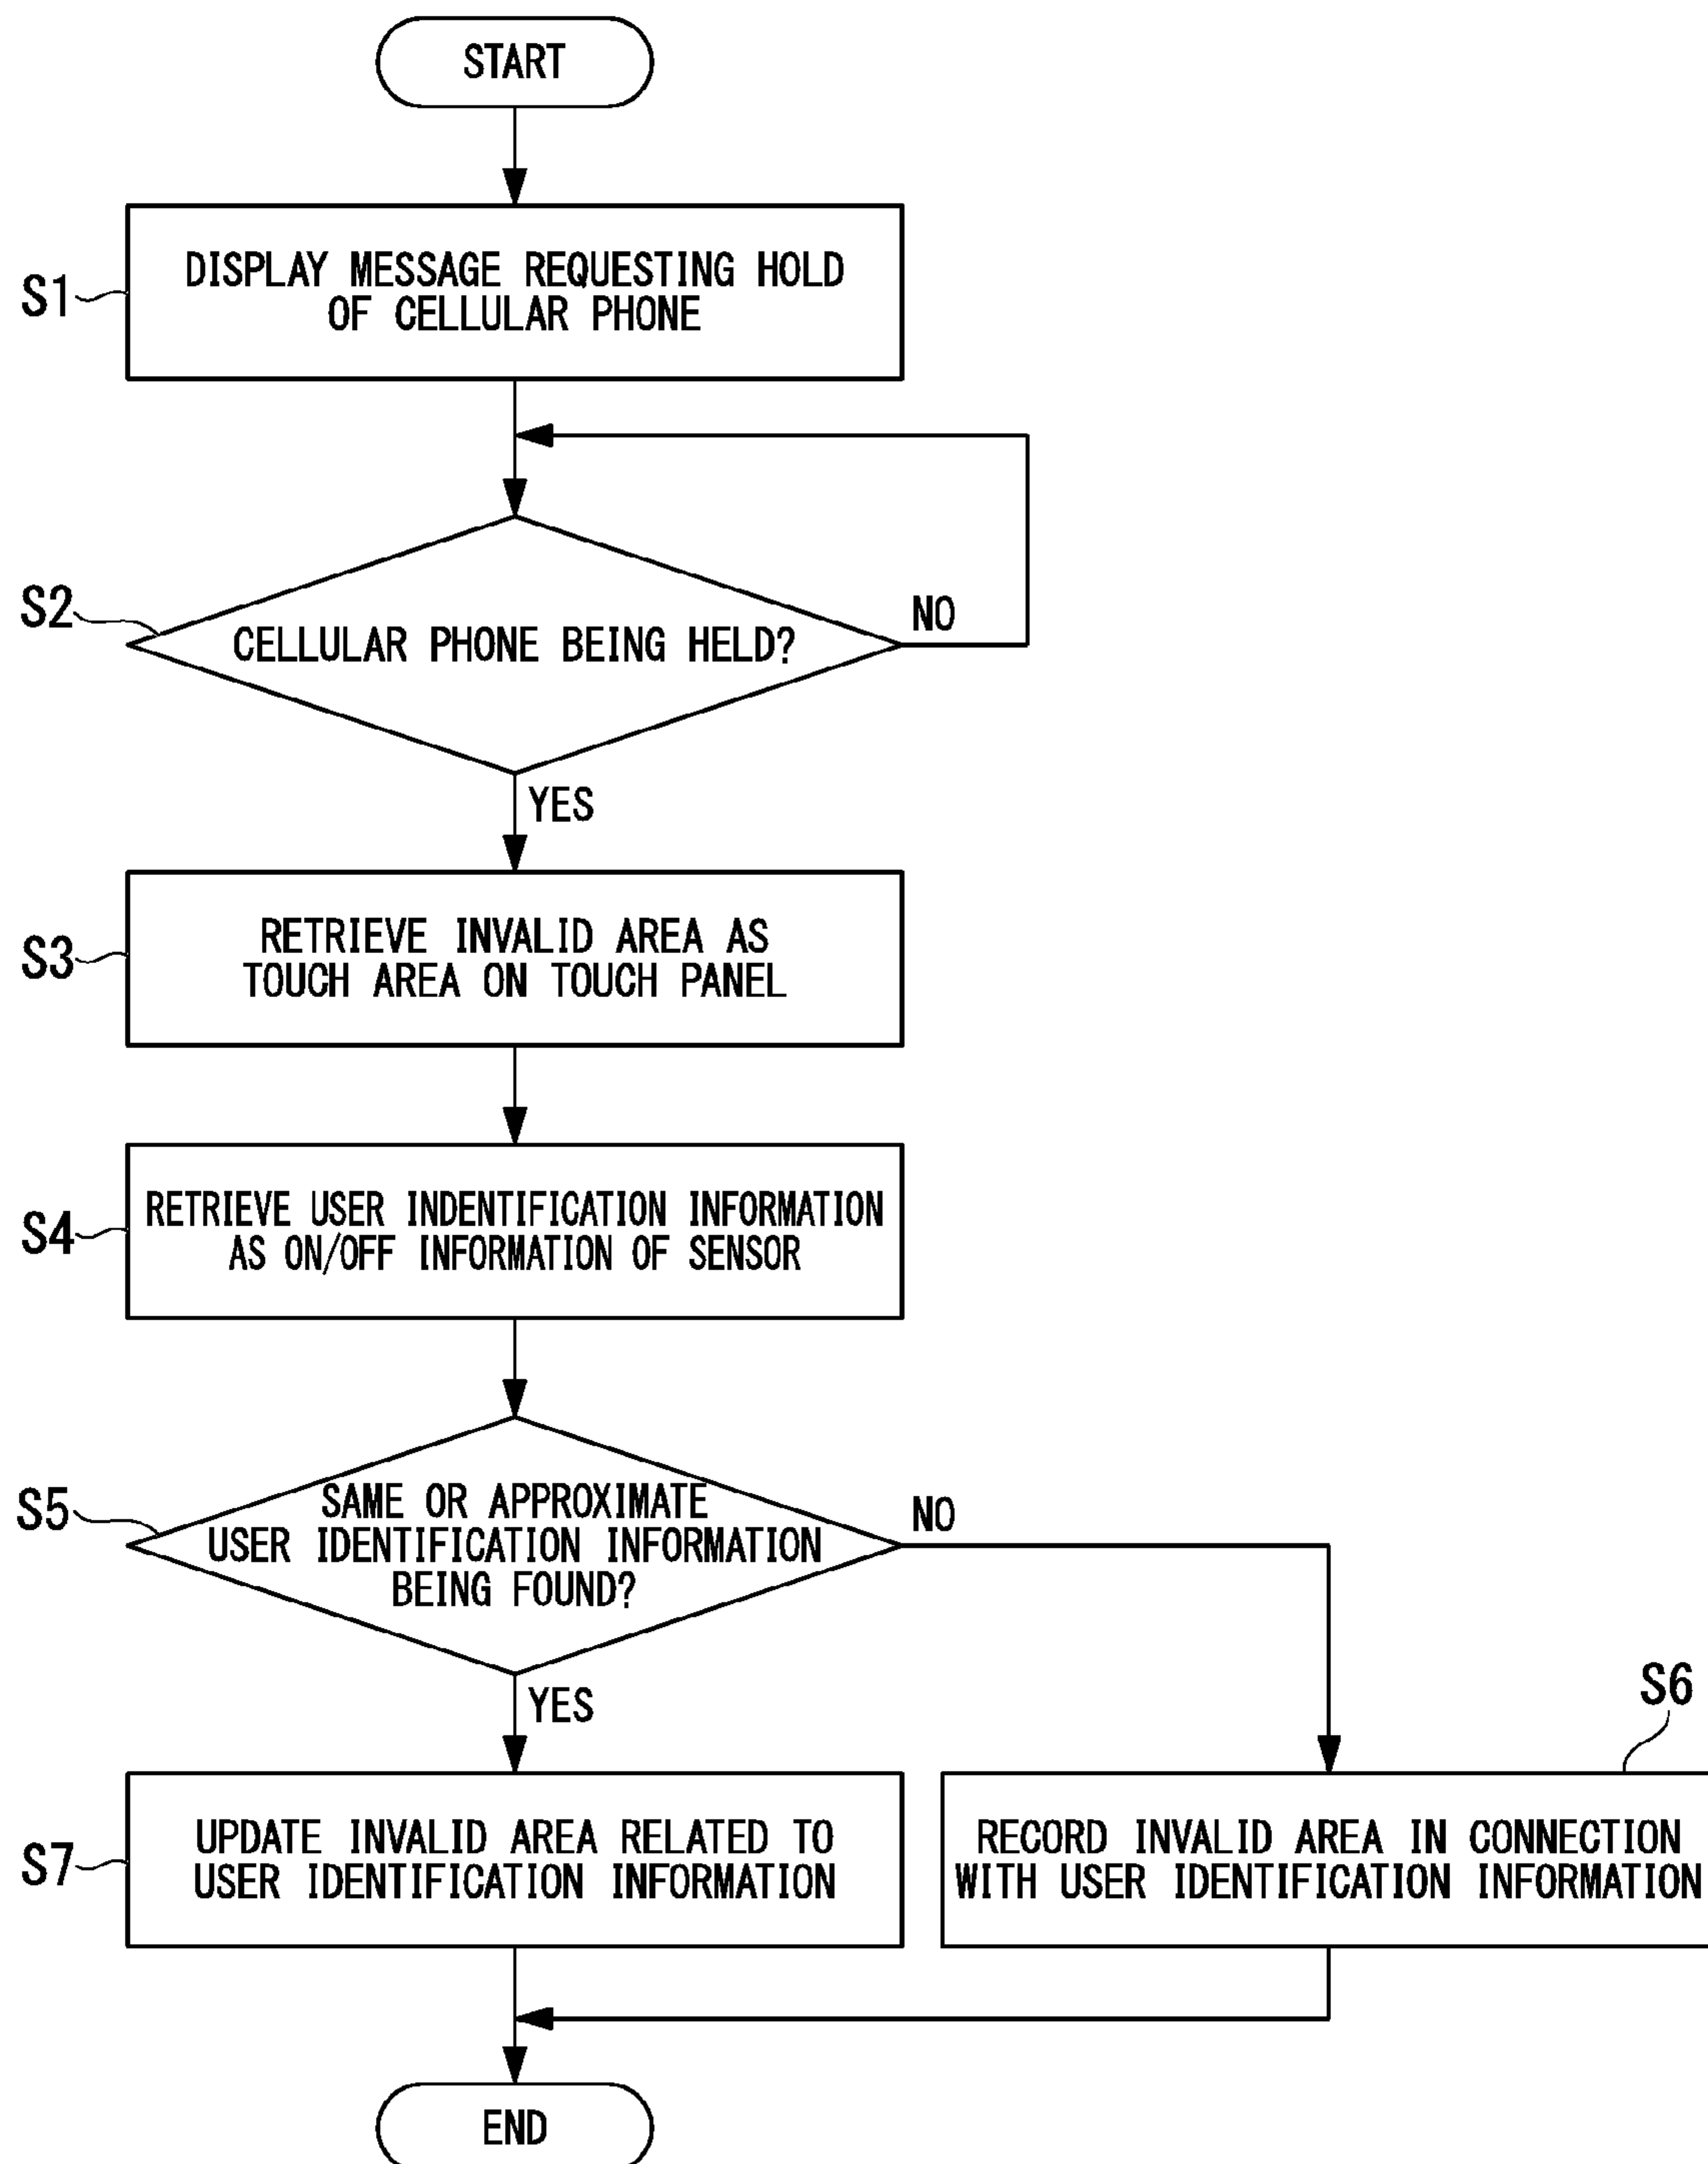 START
S1
DISPLAY MESSAGE REQUESTING HOLD
OF CELLULAR PHONE
S2
CELLULAR PHONE BEING HELD?
NO
YES
S3
RETRIEVE INVALID AREA AS
TOUCH AREA ON TOUCH PANEL
S4
RETRIEVE USER INDENTIFICATION INFORMATION
AS ON/OFF INFORMATION OF SENSOR
S5
SAME OR APPROXIMATE
USER IDENTIFICATION INFORMATION
BEING FOUND?
NO
YES
S6
S7
UPDATE INVALID AREA RELATED TO
USER IDENTIFICATION INFORMATION
RECORD INVALID AREA IN CONNECTION
WITH USER IDENTIFICATION INFORMATION
END